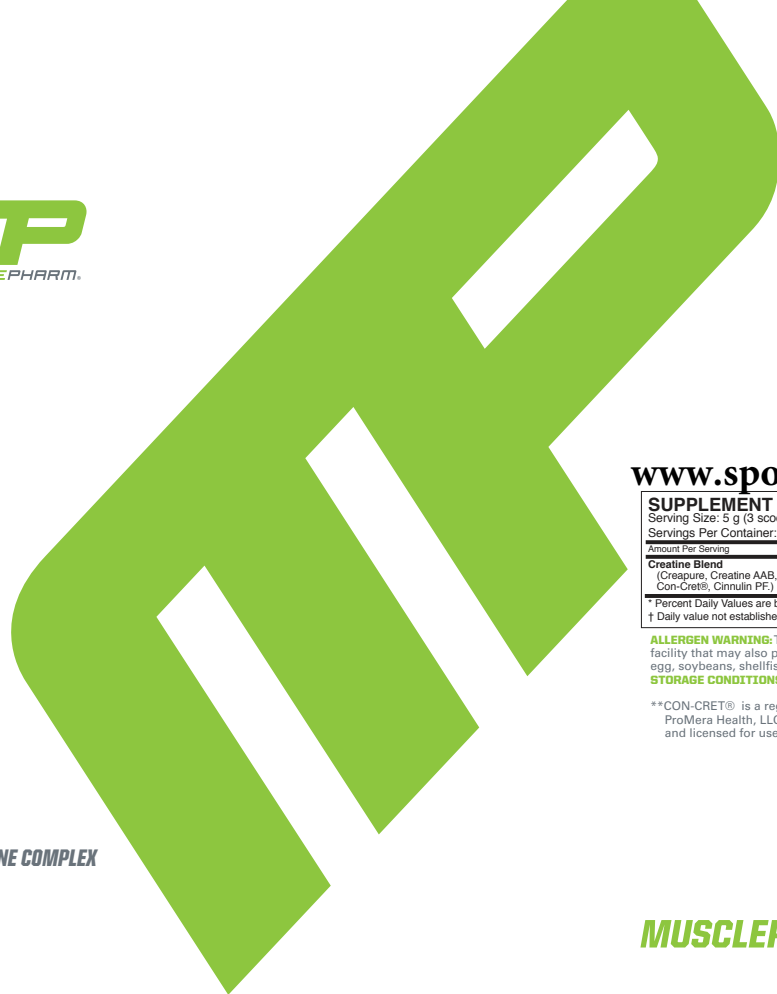 MP
EPHARM®
www.spo
SUPPLEMENT
Serving Size: 5 g (3 scoo
Servings Per Container:
Amount Per Serving
Creatine Blend
(Creapure, Creatine AAB,
Con-Cret®, Cinnulin PF.)
* Percent Daily Values are b
† Daily value not establishe
ALLERGEN WARNING: T
facility that may also p
egg, soybeans, shellfis
STORAGE CONDITIONS
**CON-CRET® is a reg
ProMera Health, LLC
and licensed for use
NE COMPLEX
MUSCLEP